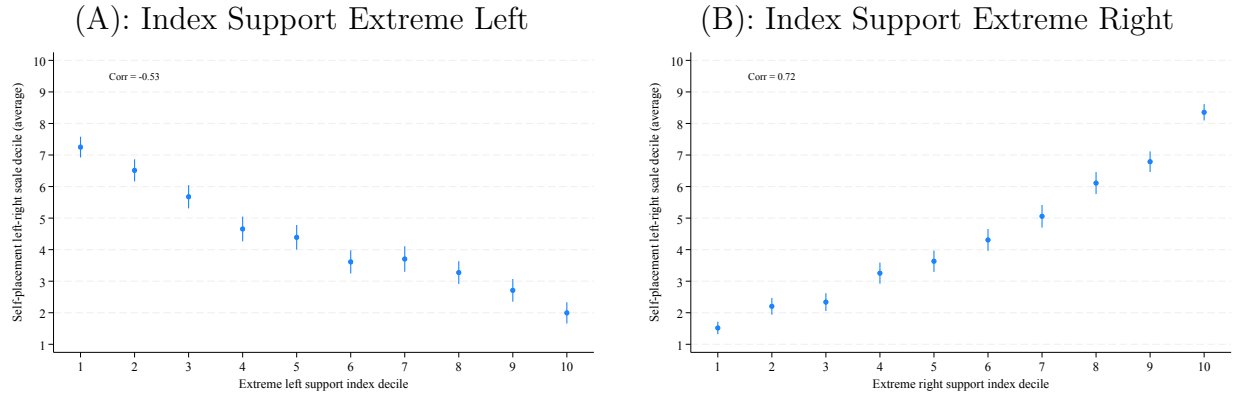 (A): Index Support Extreme Left
Self-placement left-right scale decile (average)
10
9
8
7
6
5
4
3
2
1
Corr = -0.53
1 2 3 4 5 6 7 8 9 10
Extreme left support index decile
(B): Index Support Extreme Right
Self-placement left-right scale decile (average)
10
9
8
7
6
5
4
3
2
1
Corr = 0.72
1 2 3 4 5 6 7 8 9 10
Extreme right support index decile